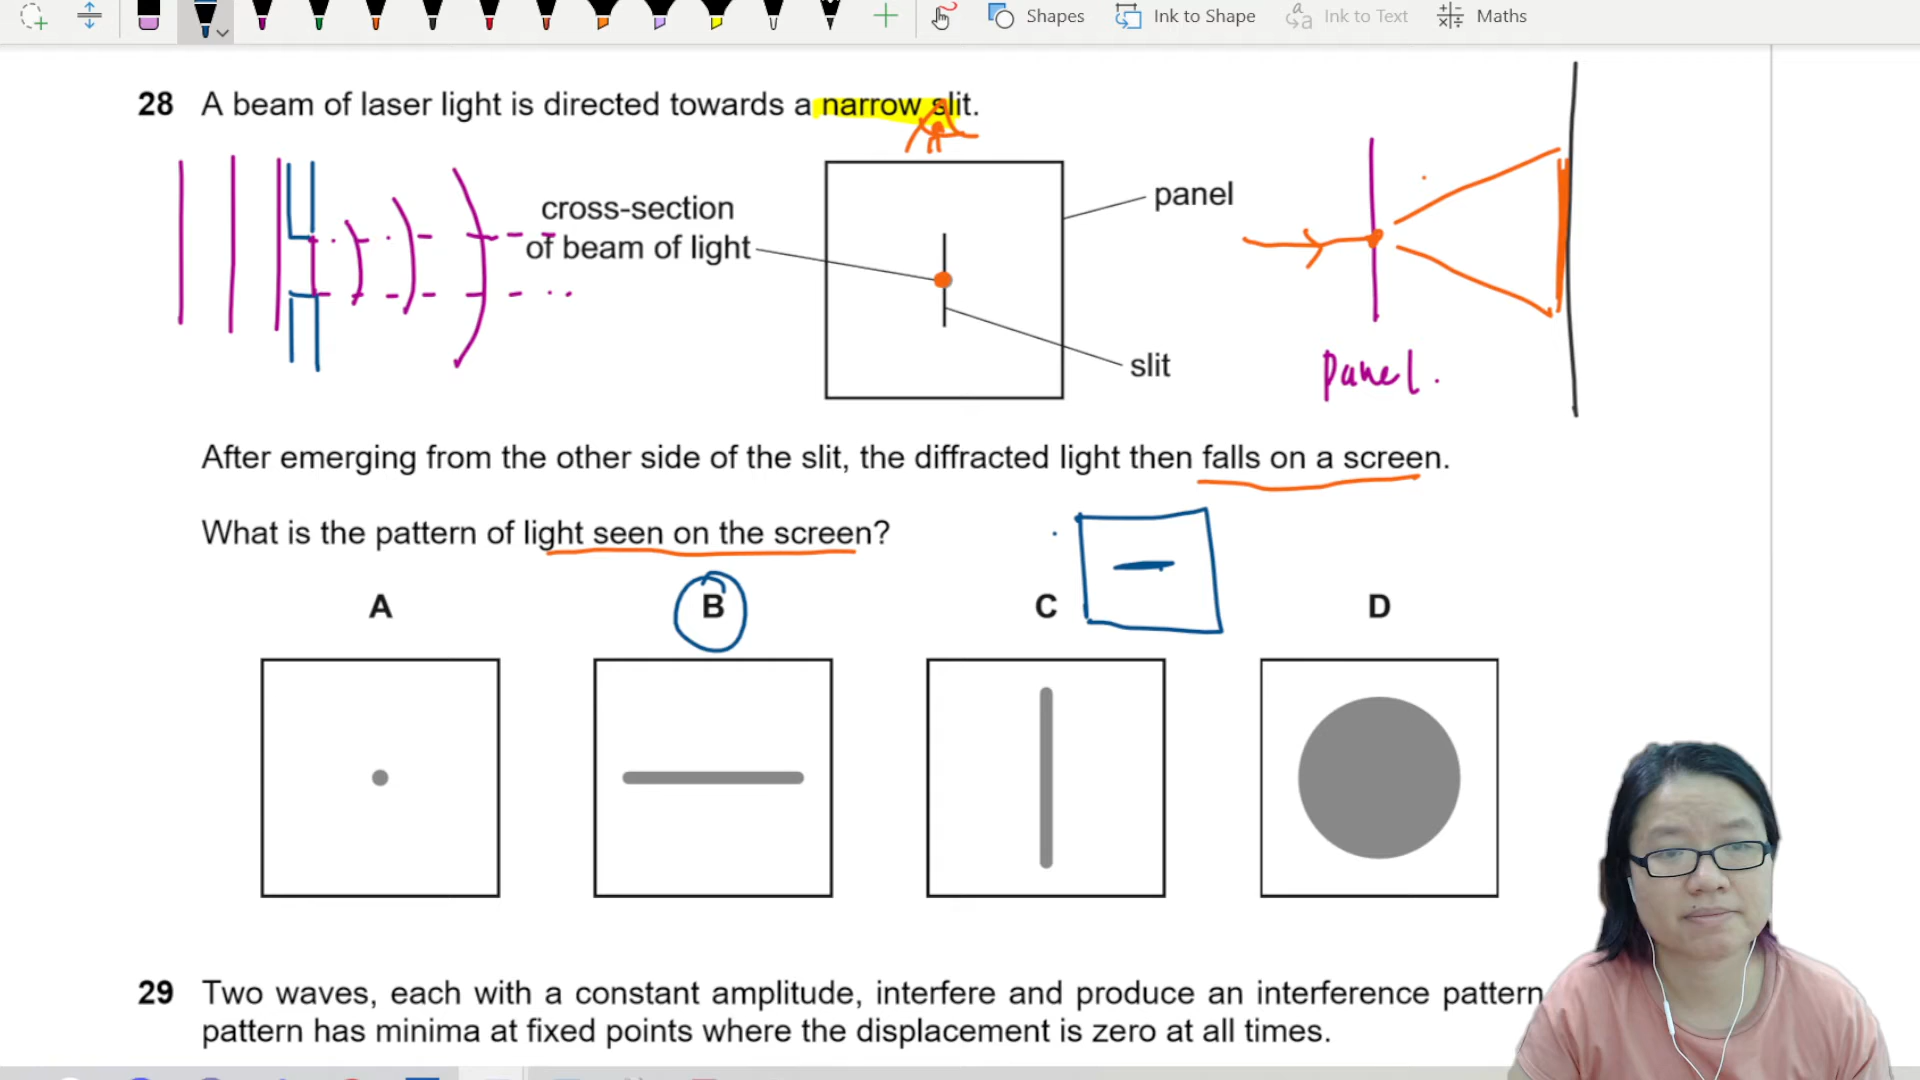 Shapes Ink to Shape Ink to Text Maths
28 A beam of laser light is directed towards a narrow slit.
cross-section
of beam of light
panel
slit
Panel.
After emerging from the other side of the slit, the diffracted light then falls on a screen.
What is the pattern of light seen on the screen?
A B C D
29 Two waves, each with a constant amplitude, interfere and produce an interference pattern
pattern has minima at fixed points where the displacement is zero at all times.